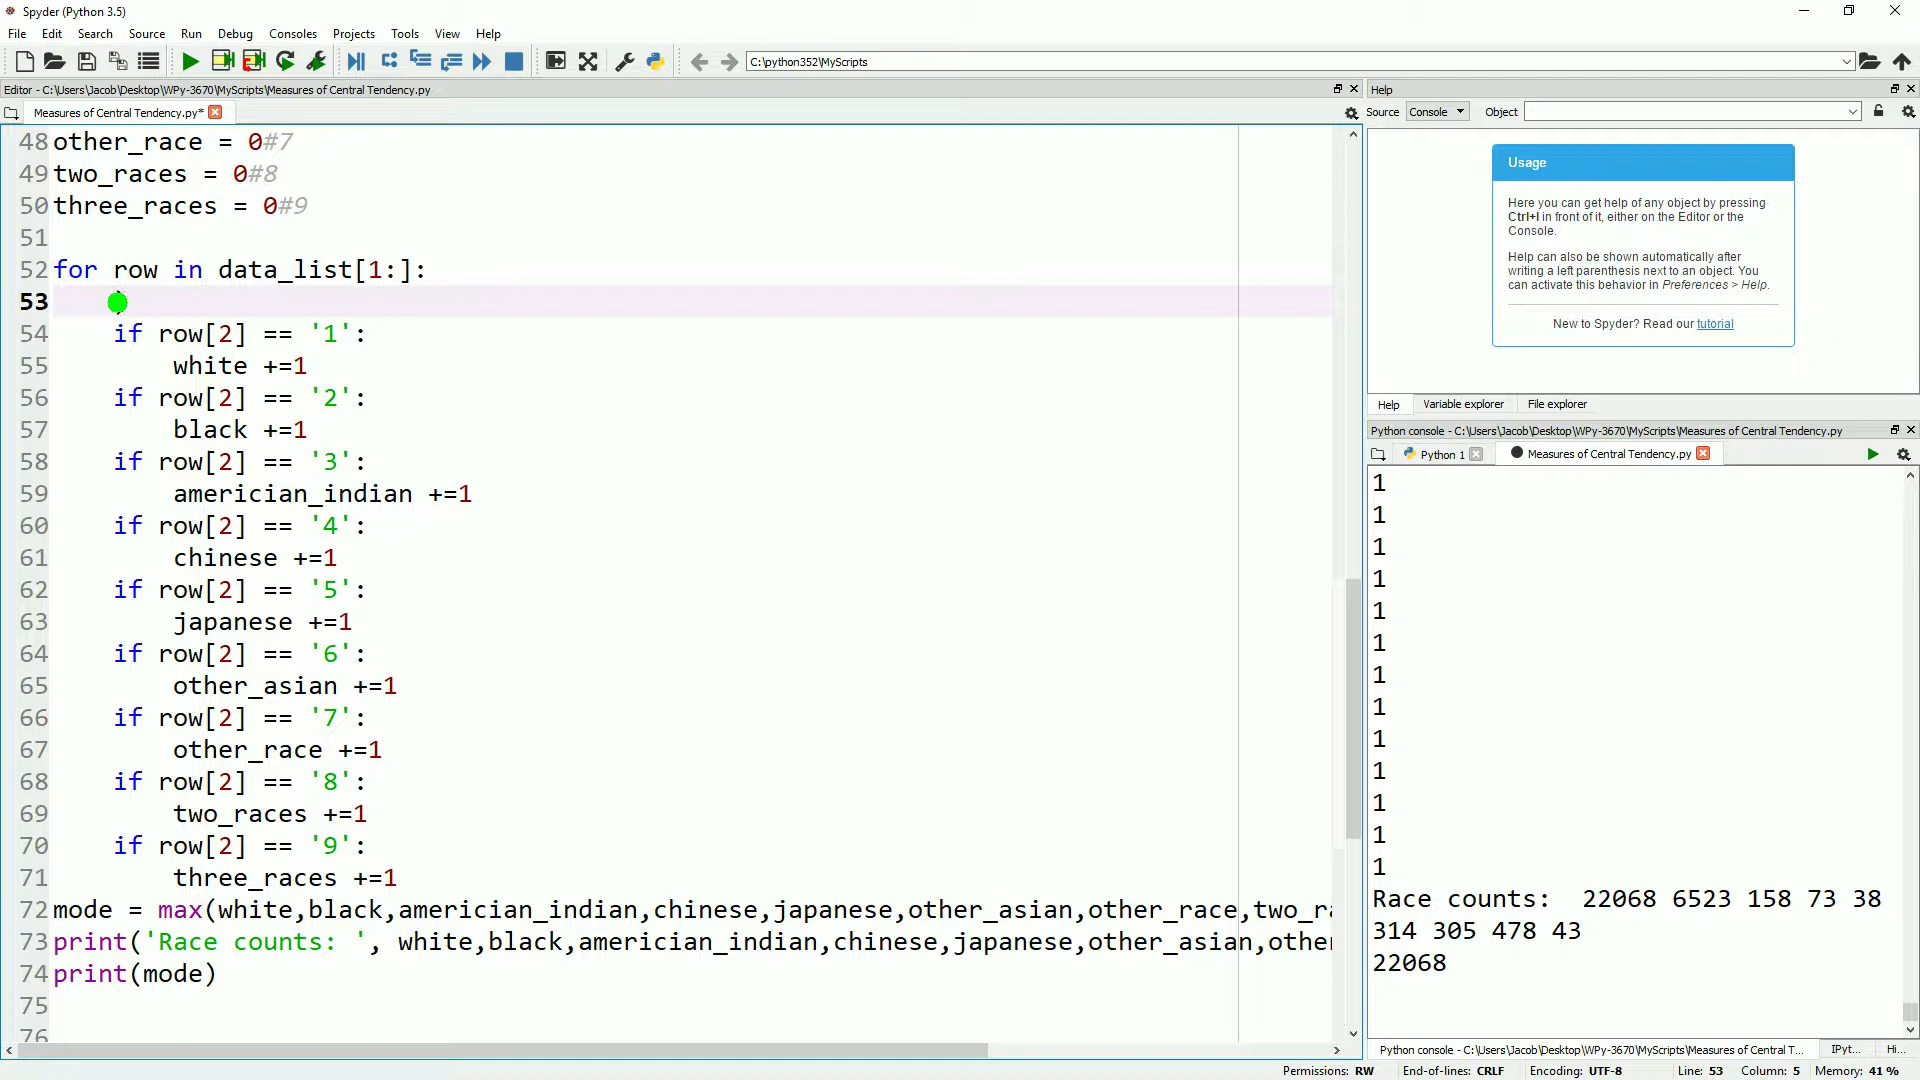 Spyder (Python 3.5)
File Edit Search Source Run Debug Consoles Projects Tools View Help
C:\python352\MyScripts
Editor - C:\Users\Jacob\Desktop\WPy-3670\MyScripts\Measures of Central Tendency.py
Measures of Central Tendency.py*
48 other_race = 0#7
49 two_races = 0#8
50 three_races = 0#9
51
52 for row in data_list[1:]:
53
54 if row[2] == '1':
55 white +=1
56 if row[2] == '2':
57 black +=1
58 if row[2] == '3':
59 americian_indian +=1
60 if row[2] == '4':
61 chinese +=1
62 if row[2] == '5':
63 japanese +=1
64 if row[2] == '6':
65 other_asian +=1
66 if row[2] == '7':
67 other_race +=1
68 if row[2] == '8':
69 two_races +=1
70 if row[2] == '9':
71 three_races +=1
72 mode = max(white,black,americian_indian,chinese,japanese,other_asian,other_race,two_ra
73 print('Race counts: ', white,black,americian_indian,chinese,japanese,other_asian,other
74 print(mode)
75
76
Help
Source Console Object
Usage
Here you can get help of any object by pressing
Ctrl+I in front of it, either on the Editor or the
Console.
Help can also be shown automatically after
writing a left parenthesis next to an object. You
can activate this behavior in Preferences > Help.
New to Spyder? Read our tutorial
Help Variable explorer File explorer
Python console - C:\Users\Jacob\Desktop\WPy-3670\MyScripts\Measures of Central Tendency.py
Python 1 Measures of Central Tendency.py
1
1
1
1
1
1
1
1
1
1
1
1
1
Race counts:  22068 6523 158 73 38
314 305 478 43
22068
Python console - C:\Users\Jacob\Desktop\WPy-3670\MyScripts\Measures of Central T... IPyt... Hi...
Permissions: RW End-of-lines: CRLF Encoding: UTF-8 Line: 53 Column: 5 Memory: 41 %